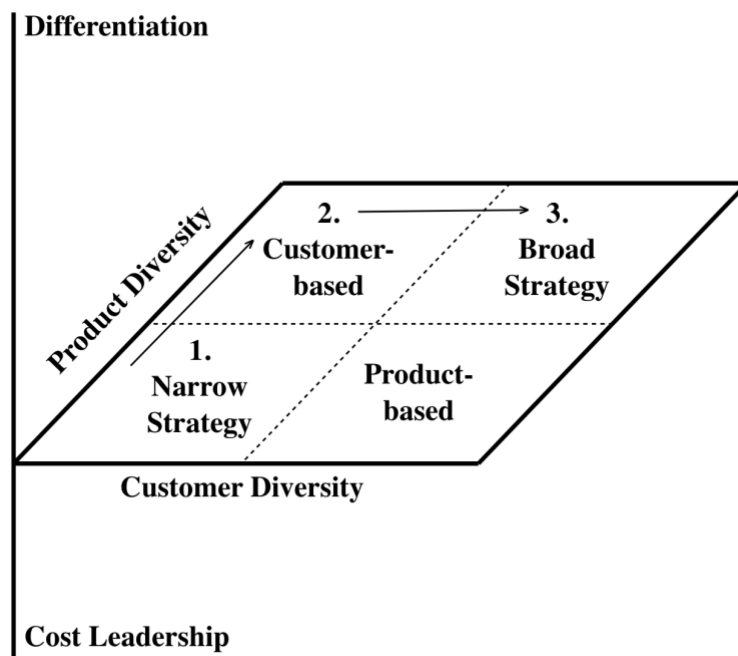 Differentiation
Product Diversity
2.
Customer-
based
3.
Broad
Strategy
1.
Narrow
Strategy
Product-
based
Customer Diversity
Cost Leadership